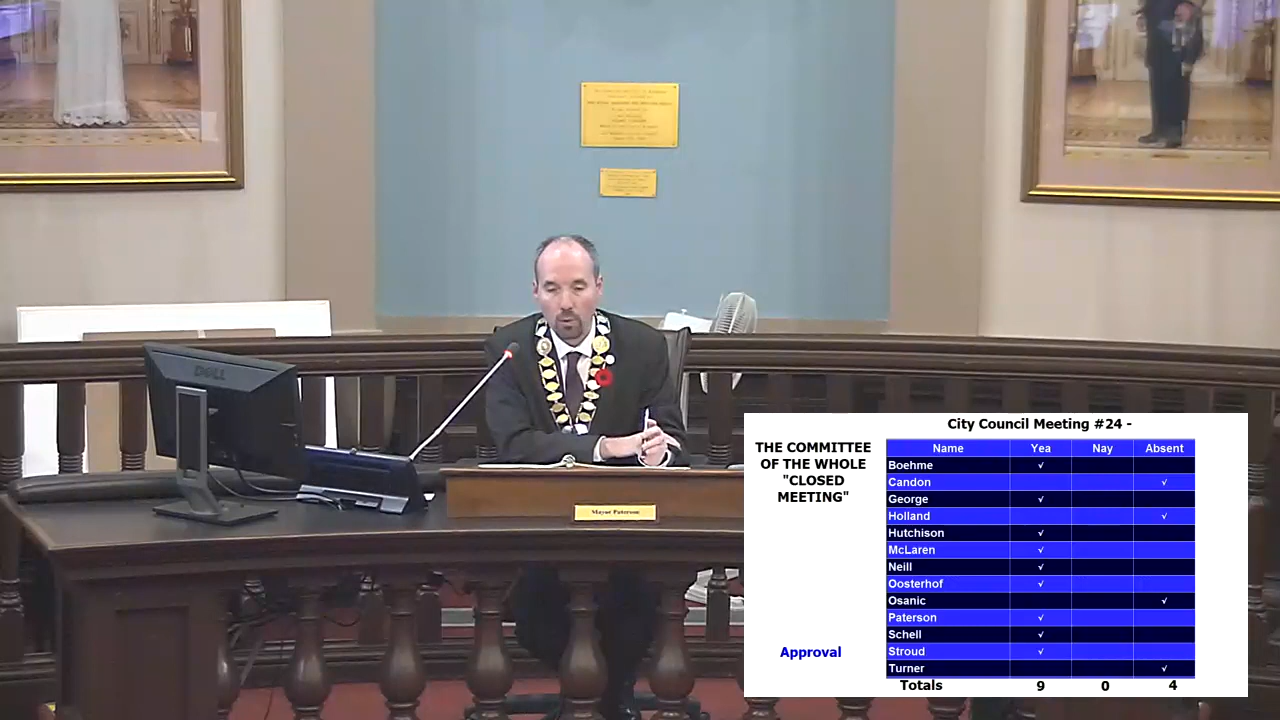 DELL
Mayor Paterson
City Council Meeting #24 -
THE COMMITTEE
OF THE WHOLE
"CLOSED
MEETING"
Name Yea Nay Absent
Boehme √
Candon √
George √
Holland √
Hutchison √
McLaren √
Neill √
Oosterhof √
Osanic √
Paterson √
Schell √
Stroud √
Turner √
Approval
Totals 9 0 4